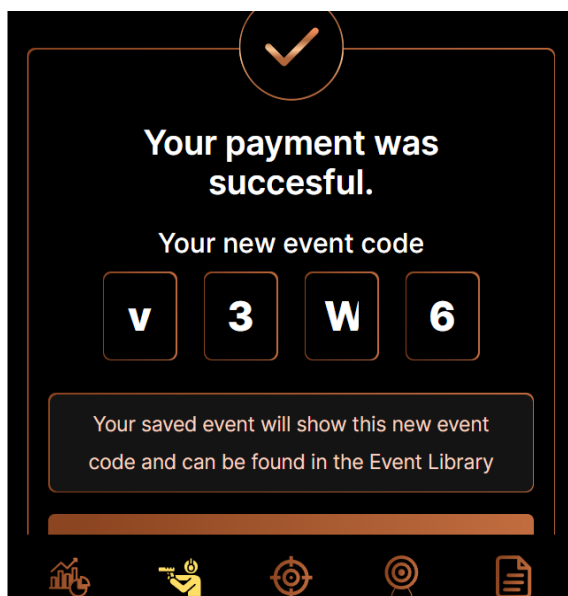 Your payment was
succesful.
Your new event code
v 3 W 6
Your saved event will show this new event
code and can be found in the Event Library